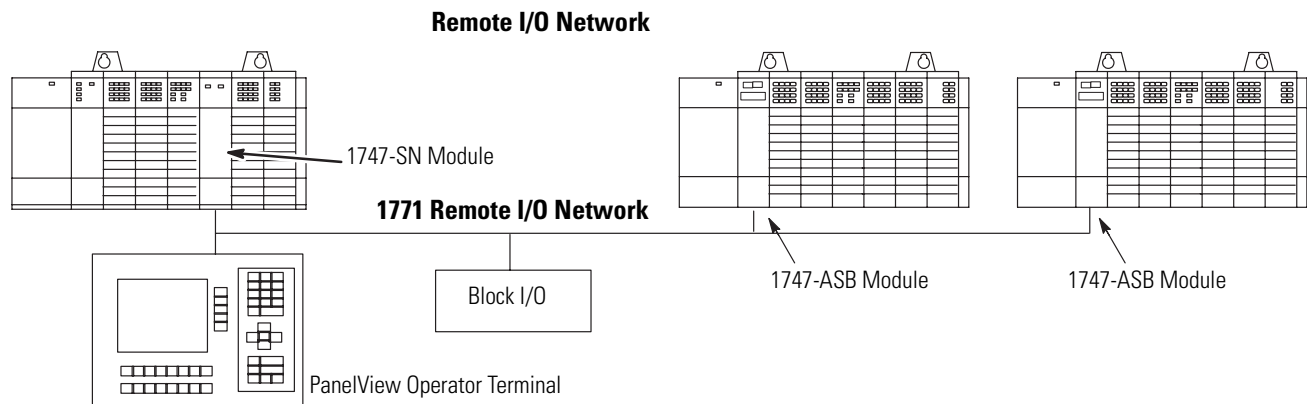 Remote I/O Network
1747-SN Module
1771 Remote I/O Network
1747-ASB Module
1747-ASB Module
Block I/O
PanelView Operator Terminal